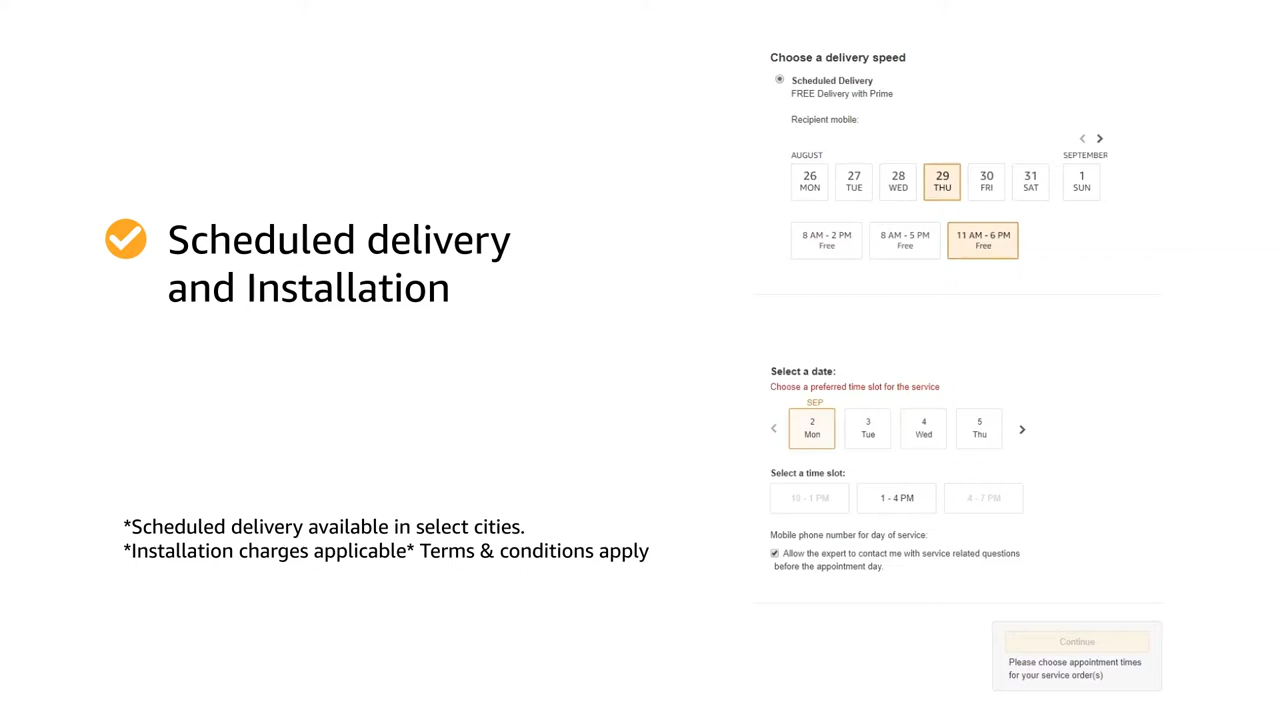 Scheduled delivery
and Installation
*Scheduled delivery available in select cities.
*Installation charges applicable* Terms & conditions apply
Choose a delivery speed
Scheduled Delivery
FREE Delivery with Prime
Recipient mobile:
AUGUST SEPTEMBER
26 27 28 29 30 31 1
MON TUE WED THU FRI SAT SUN
8 AM - 2 PM 8 AM - 5 PM 11 AM - 6 PM
Free Free Free
Select a date:
Choose a preferred time slot for the service
SEP
2 3 4 5
Mon Tue Wed Thu
Select a time slot:
10 - 1 PM 1 - 4 PM 4 - 7 PM
Mobile phone number for day of service:
Allow the expert to contact me with service related questions
before the appointment day.
Continue
Please choose appointment times
for your service order(s)